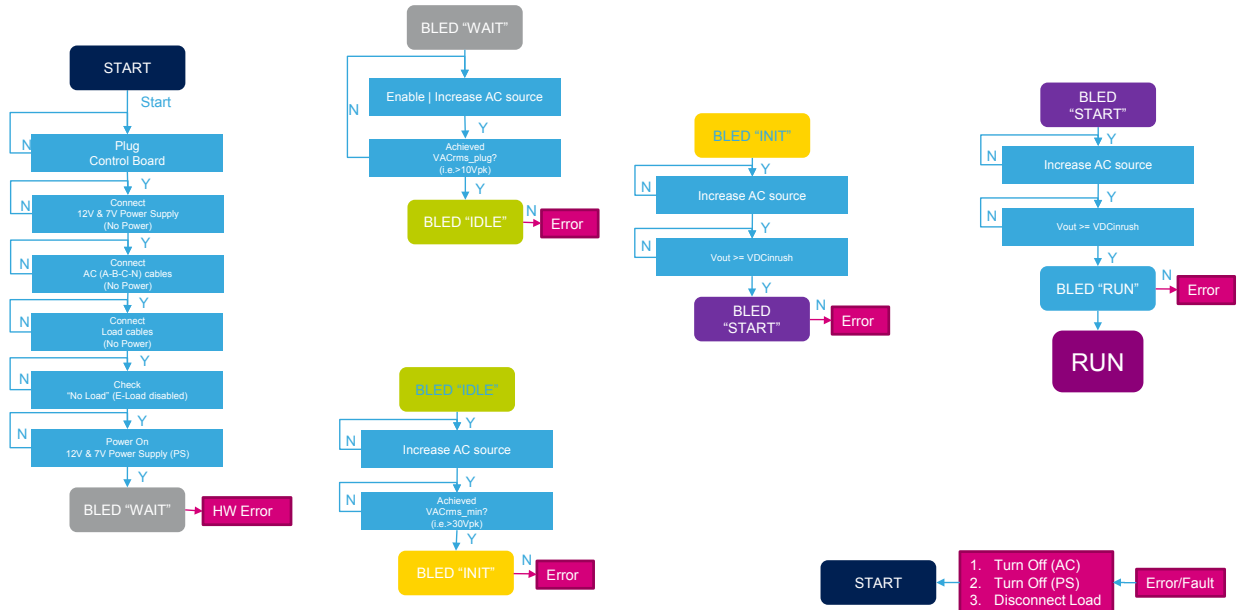 START
Start
N
Plug
Control Board
Y
N
Connect
12V & 7V Power Supply
(No Power)
Y
N
Connect
AC (A-B-C-N) cables
(No Power)
Y
N
Connect
Load cables
(No Power)
Y
N
Check
“No Load” (E-Load disabled)
Y
N
Power On
12V & 7V Power Supply (PS)
Y
BLED “WAIT”
HW Error
BLED “WAIT”
N
Enable | Increase AC source
Y
Achieved
VACrms_plug?
(i.e.>10Vpk)
Y
BLED “IDLE”
N
Error
BLED “IDLE”
Y
N
Increase AC source
Y
N
Achieved
VACrms_min?
(i.e.>30Vpk)
Y
BLED “INIT”
N
Error
BLED “INIT”
Y
N
Increase AC source
Y
N
Vout >= VDCinrush
Y
BLED
“START”
N
Error
BLED
“START”
Y
N
Increase AC source
Y
N
Vout >= VDCinrush
Y
BLED “RUN”
N
Error
RUN
START
1. Turn Off (AC)
2. Turn Off (PS)
3. Disconnect Load
Error/Fault